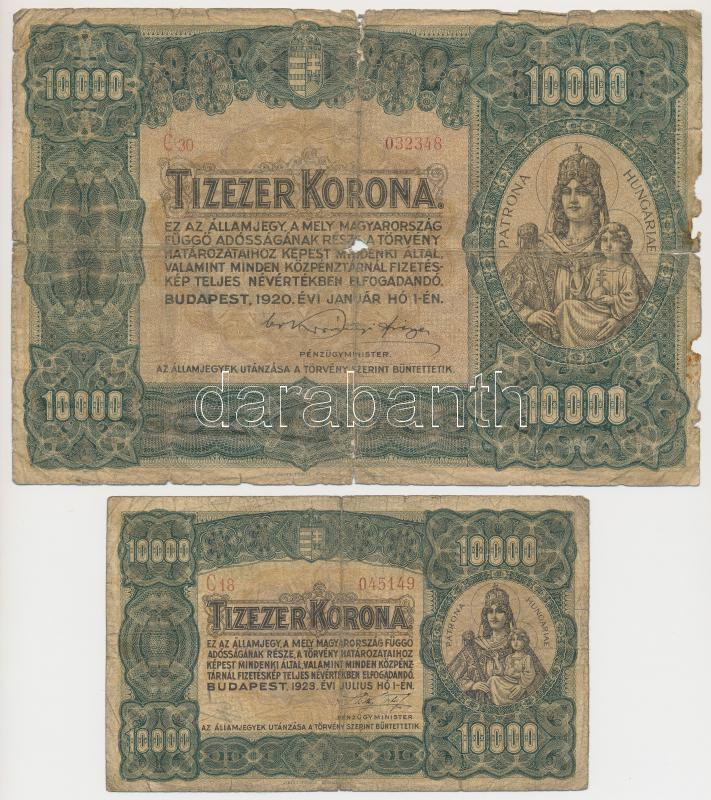 10000
10000
C 30
032348
TIZEZER KORONA.
EZ AZ ÁLLAMJEGY, A MELY MAGYARORSZÁG
FÜGGŐ ADÓSSÁGÁNAK RÉSZE, A TÖRVÉNY
HATÁROZATAIHOZ KÉPEST MINDENKI ÁLTAL,
VALAMINT MINDEN KÖZPÉNZTÁRNÁL FIZETÉS-
KÉP TELJES NÉVÉRTÉKBEN ELFOGADANDÓ.
BUDAPEST, 1920. ÉVI JANUÁR HÓ 1-ÉN.
PÉNZÜGYMINISTER.
AZ ÁLLAMJEGYEK UTÁNZÁSA A TÖRVÉNY SZERINT BÜNTETTETIK.
PATRONA HUNGARIAE
10000
10000
darabanth
10000
10000
C 18
045149
TIZEZER KORONA.
EZ AZ ÁLLAMJEGY, A MELY MAGYARORSZÁG FÜGGŐ
ADÓSSÁGÁNAK RÉSZE, A TÖRVÉNY HATÁROZATAIHOZ
KÉPEST MINDENKI ÁLTAL, VALAMINT MINDEN KÖZPÉNZ-
TÁRNÁL FIZETÉSKÉP TELJES NÉVÉRTÉKBEN ELFOGADANDÓ.
BUDAPEST, 1923. ÉVI JÚLIUS HÓ 1-ÉN.
PÉNZÜGYMINISTER
AZ ÁLLAMJEGYEK UTÁNZÁSA A TÖRVÉNY SZERINT BÜNTETTETIK.
PATRONA HUNGARIAE
10000
10000